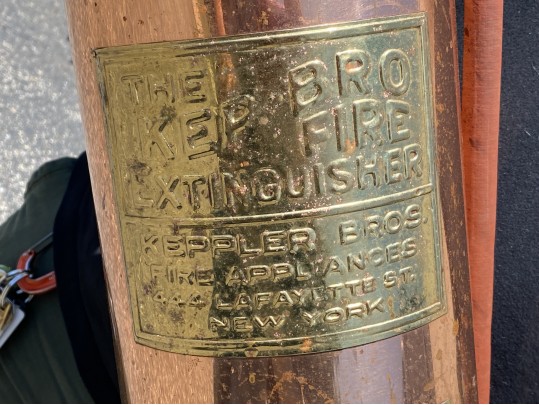 THE
KEP BRO
FIRE
EXTINGUISHER
KEPPLER BROS.
FIRE APPLIANCES
444 LAFAYETTE ST.
NEW YORK